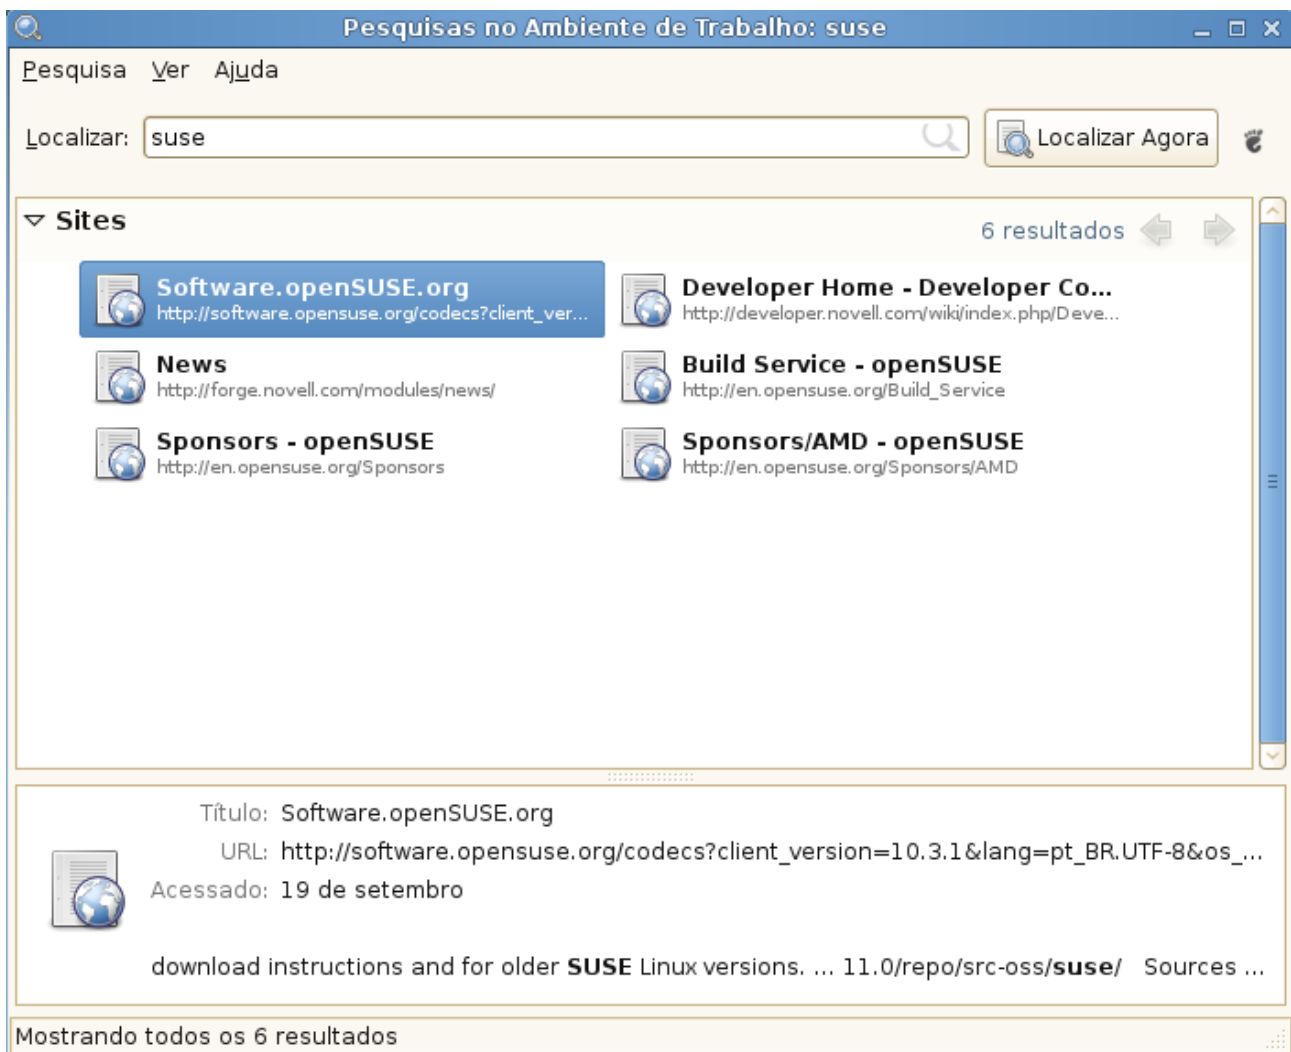 Pesquisas no Ambiente de Trabalho: suse
Pesquisa Ver Ajuda
Localizar: suse Localizar Agora
Sites 6 resultados
Software.openSUSE.org
http://software.opensuse.org/codecs?client_ver...
Developer Home - Developer Co...
http://developer.novell.com/wiki/index.php/Deve...
News
http://forge.novell.com/modules/news/
Build Service - openSUSE
http://en.opensuse.org/Build_Service
Sponsors - openSUSE
http://en.opensuse.org/Sponsors
Sponsors/AMD - openSUSE
http://en.opensuse.org/Sponsors/AMD
Título: Software.openSUSE.org
URL: http://software.opensuse.org/codecs?client_version=10.3.1&lang=pt_BR.UTF-8&os_...
Acessado: 19 de setembro
download instructions and for older SUSE Linux versions. ... 11.0/repo/src-oss/suse/ Sources ...
Mostrando todos os 6 resultados